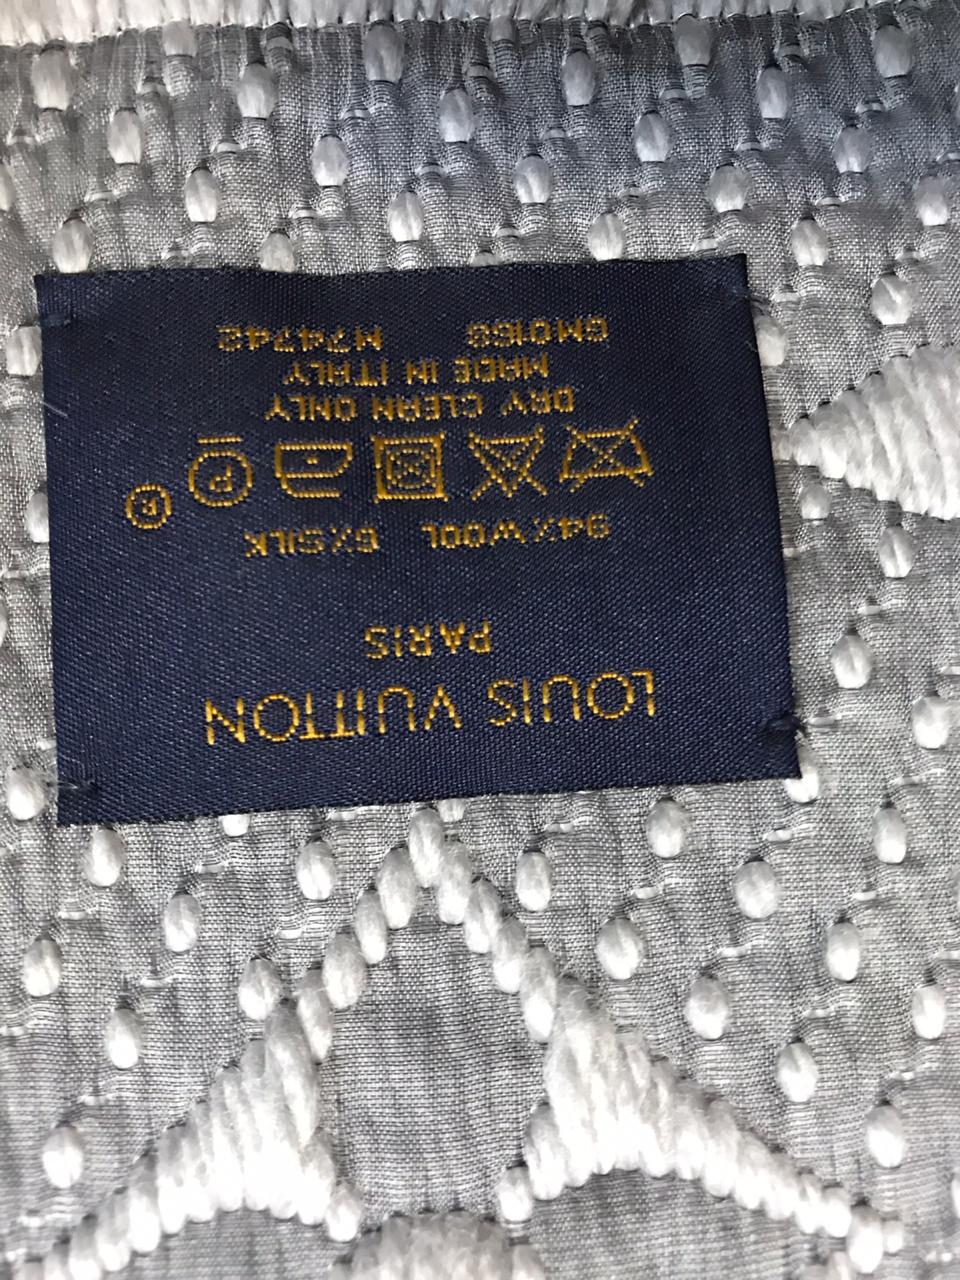 LOUIS VUITTON
PARIS
94%WOOL 6%SILK
P R
DRY CLEAN ONLY
MADE IN ITALY
GM0168 M74742